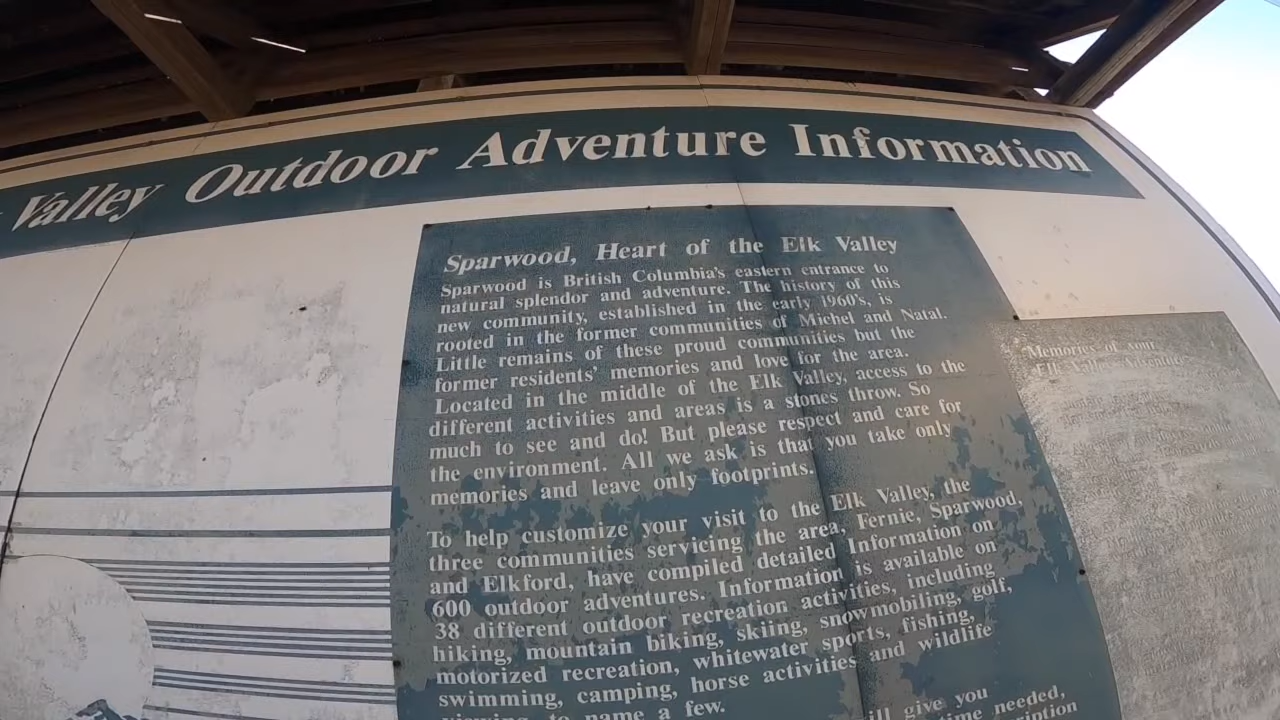 Valley Outdoor Adventure Information
Sparwood, Heart of the Elk Valley
Sparwood is British Columbia's eastern entrance to
natural splendor and adventure. The history of this
new community, established in the early 1960's, is
rooted in the former communities of Michel and Natal.
Little remains of these proud communities but the
former residents' memories and love for the area.
Located in the middle of the Elk Valley, access to the
different activities and areas is a stones throw. So
much to see and do! But please respect and care for
the environment. All we ask is that you take only
memories and leave only footprints.
To help customize your visit to the Elk Valley, the
three communities servicing the area, Fernie, Sparwood,
and Elkford, have compiled detailed Information on
600 outdoor adventures. Information is available on
38 different outdoor recreation activities, including
hiking, mountain biking, skiing, snowmobiling, golf,
motorized recreation, whitewater sports, fishing,
swimming, camping, horse activities and wildlife
viewing, to name a few.
will give you
time needed,
Memories of your
Elk Valley